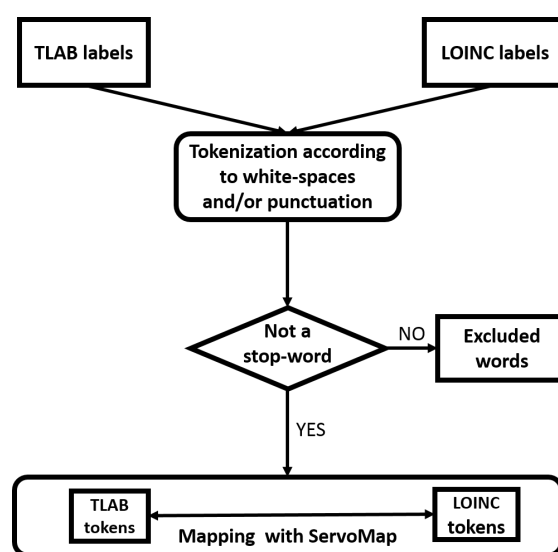 TLAB labels
LOINC labels
Tokenization according
to white-spaces
and/or punctuation
Not a
stop-word
NO
Excluded
words
YES
TLAB
tokens
LOINC
tokens
Mapping with ServoMap